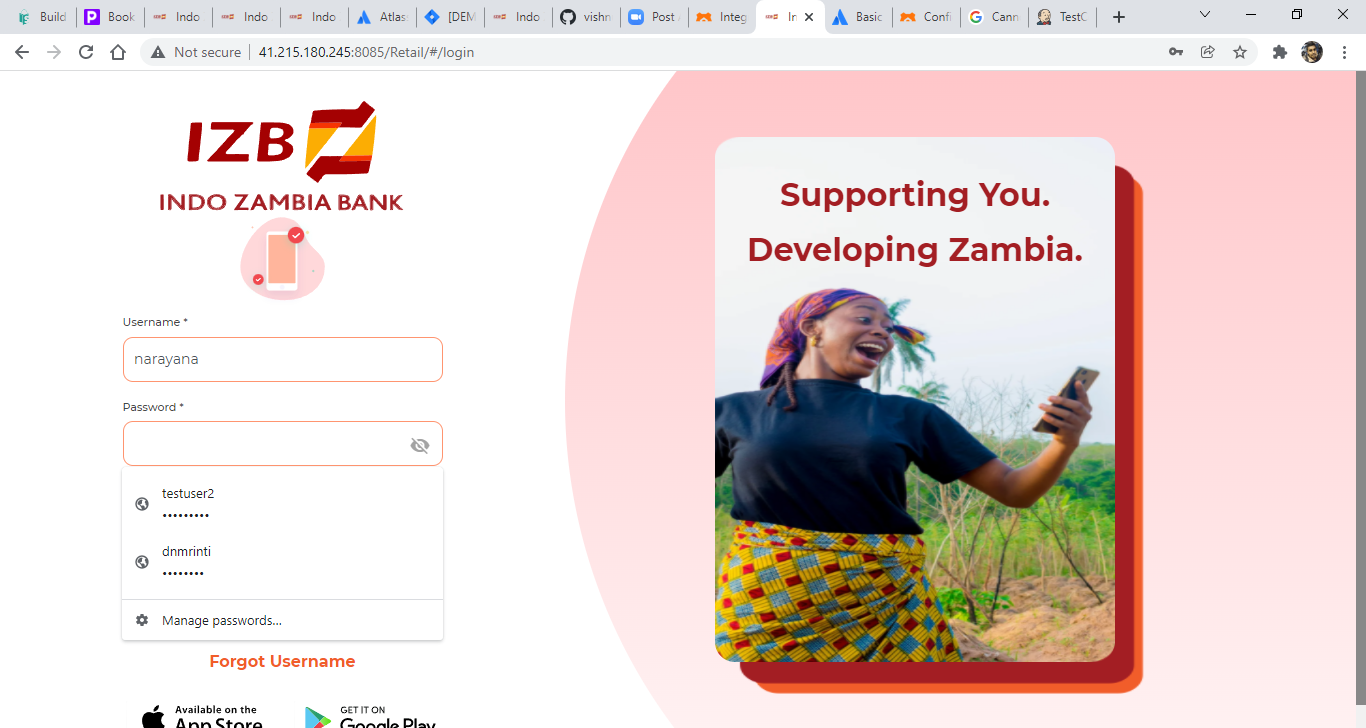 Build
Book
Indo
Indo
Indo
Atlas
[DEM
Indo
vishn
Post
Integ
In
Basic
Confi
Cann
TestC
Not secure
41.215.180.245:8085/Retail/#/login
IZB
INDO ZAMBIA BANK
Username *
narayana
Password *
testuser2
•••••••••
dnmrinti
••••••••
Manage passwords...
Forgot Username
Available on the
App Store
GET IT ON
Google Play
Supporting You.
Developing Zambia.